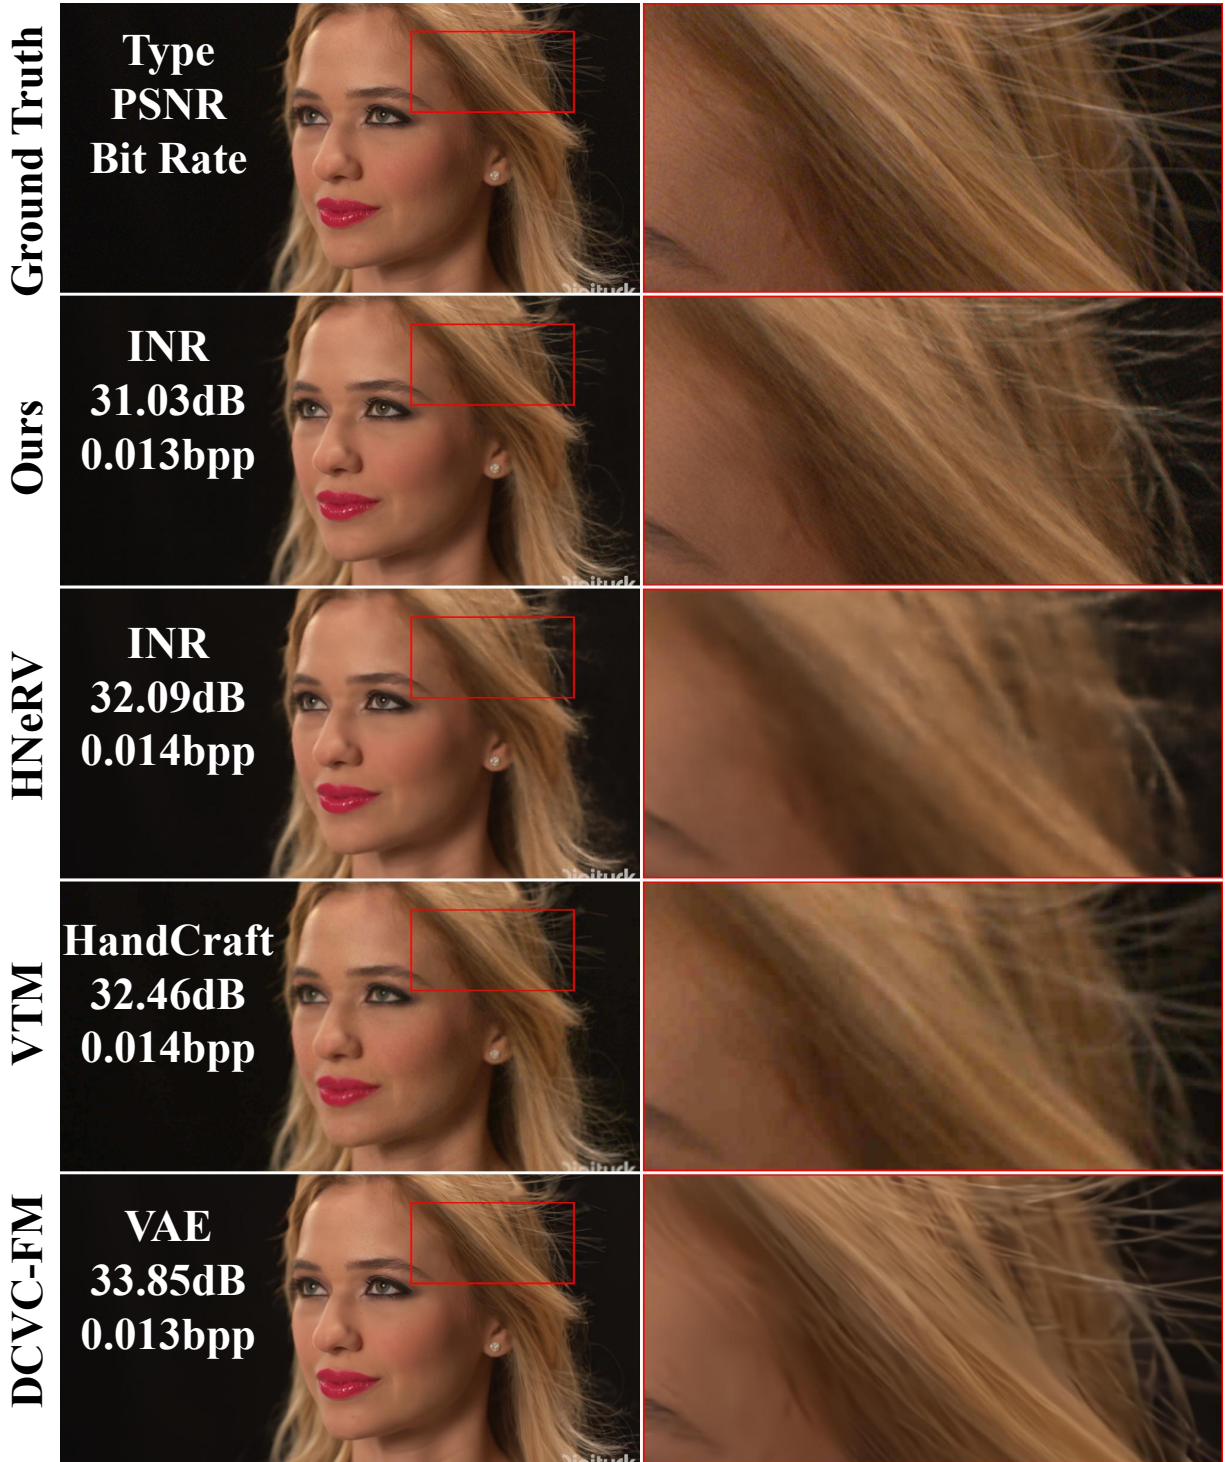 Ground Truth
Type
PSNR
Bit Rate
Ours
INR
31.03dB
0.013bpp
HNeRV
INR
32.09dB
0.014bpp
VTM
HandCraft
32.46dB
0.014bpp
DCVC-FM
VAE
33.85dB
0.013bpp